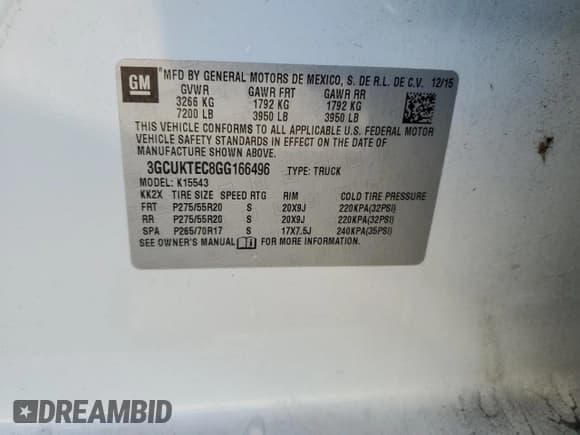 GM
®MFD BY GENERAL MOTORS DE MEXICO, S. DE R.L. DE C.V. 12/15
GVWR GAWR FRT GAWR RR
3266 KG 1792 KG 1792 KG
7200 LB 3950 LB 3950 LB
THIS VEHICLE CONFORMS TO ALL APPLICABLE U.S. FEDERAL MOTOR
VEHICLE SAFETY STANDARDS IN EFFECT ON THE DATE OF
MANUFACTURE SHOWN ABOVE.
3GCUKTEC8GG166496 TYPE: TRUCK
MODEL: K15543
KK2X TIRE SIZE SPEED RTG RIM COLD TIRE PRESSURE
FRT P275/55R20 S 20X9J 220KPA(32PSI)
RR P275/55R20 S 20X9J 220KPA(32PSI)
SPA P265/70R17 S 17X7.5J 240KPA(35PSI)
SEE OWNER'S MANUAL FOR MORE INFORMATION.
DREAMBID